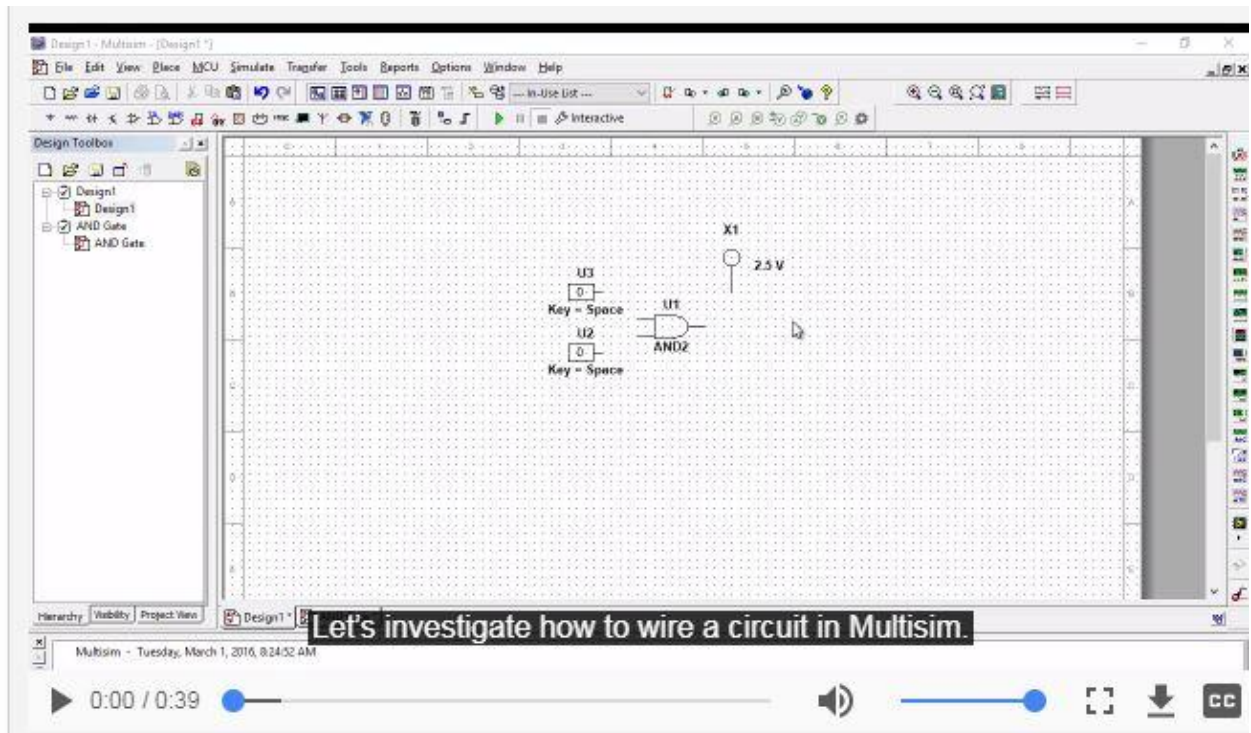 Design1 - Multisim - [Design1 *]
File Edit View Place MCU Simulate Transfer Tools Reports Options Window Help
--- In-Use List ---
Interactive
Design Toolbox
Design1
Design1
AND Gate
AND Gate
X1
2.5 V
U3
0
Key = Space
U1
U2
AND2
0
Key = Space
Hierarchy Visibility Project View
Design1 *
Let's investigate how to wire a circuit in Multisim.
Multisim - Tuesday, March 1, 2016, 8:24:52 AM
0:00 / 0:39
CC